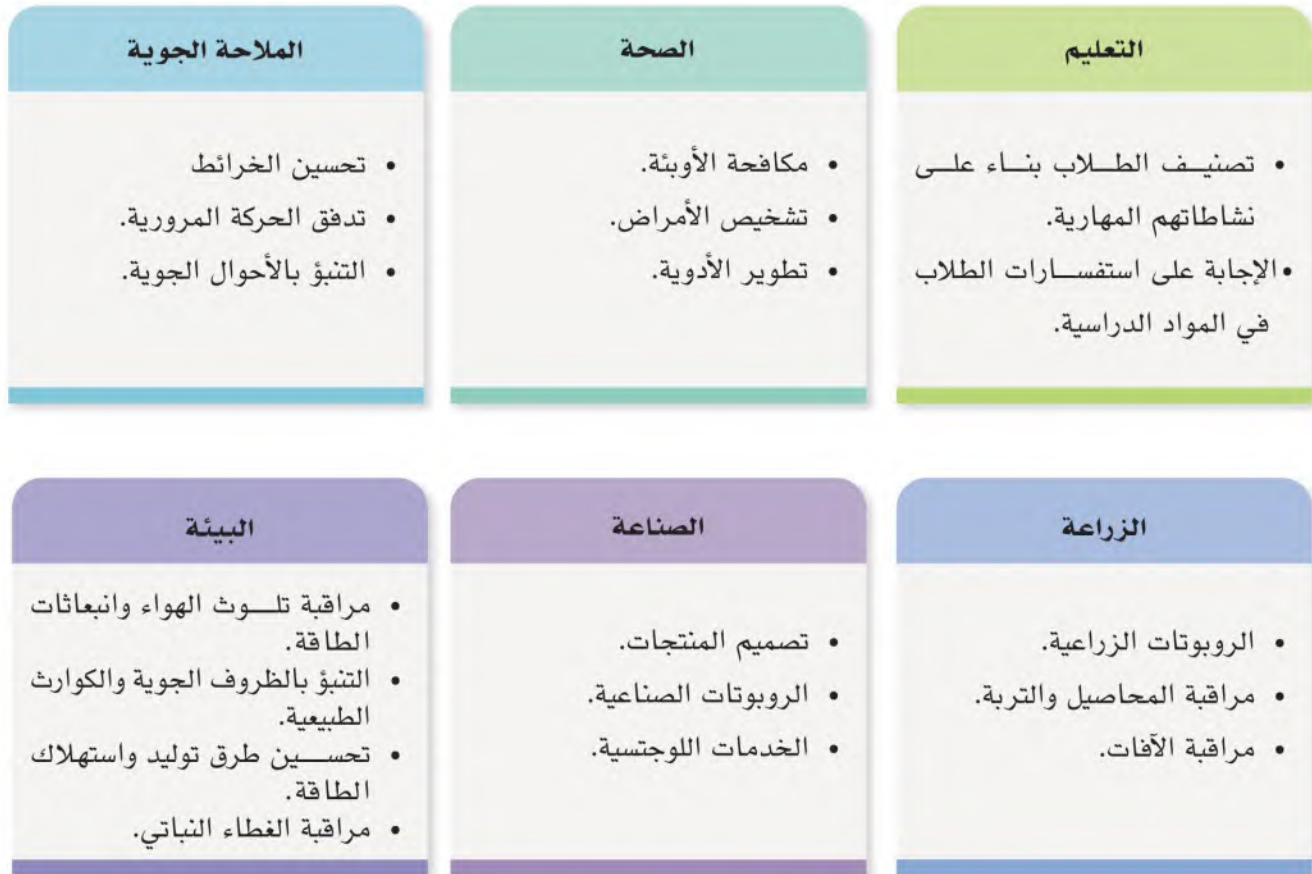 التعليم
• تصنيف الطلاب بناء على
نشاطاتهم المهارية.
• الإجابة على استفسارات الطلاب
في المواد الدراسية.
الصحة
• مكافحة الأوبئة.
• تشخيص الأمراض.
• تطوير الأدوية.
الملاحة الجوية
• تحسين الخرائط
• تدفق الحركة المرورية.
• التنبؤ بالأحوال الجوية.
الزراعة
• الروبوتات الزراعية.
• مراقبة المحاصيل والتربة.
• مراقبة الآفات.
الصناعة
• تصميم المنتجات.
• الروبوتات الصناعية.
• الخدمات اللوجتسية.
البيئة
• مراقبة تلوث الهواء وانبعاثات
الطاقة.
• التنبؤ بالظروف الجوية والكوارث
الطبيعية.
• تحسين طرق توليد واستهلاك
الطاقة.
• مراقبة الغطاء النباتي.